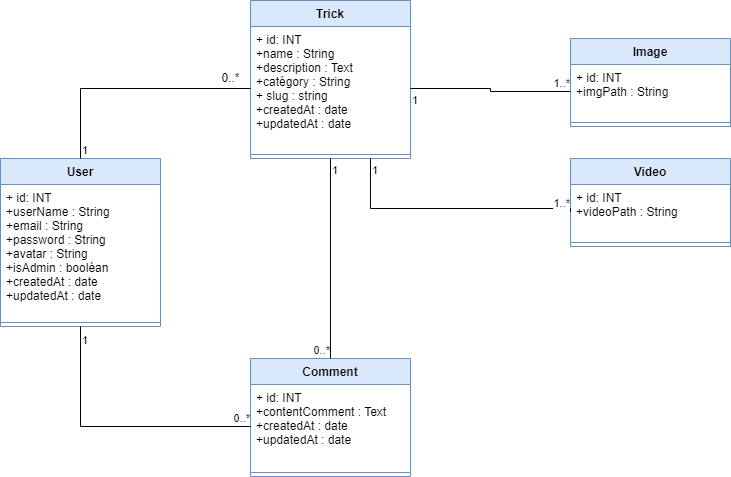 Trick
+ id: INT
+name : String
+description : Text
+catégory : String
+ slug : string
+createdAt : date
+updatedAt : date
Image
+ id: INT
+imgPath : String
0..*
1
1..*
1
User
+ id: INT
+userName : String
+email : String
+password : String
+avatar : String
+isAdmin : booléan
+createdAt : date
+updatedAt : date
1
1
Video
+ id: INT
+videoPath : String
1..*
1
0..*
0..*
Comment
+ id: INT
+contentComment : Text
+createdAt : date
+updatedAt : date